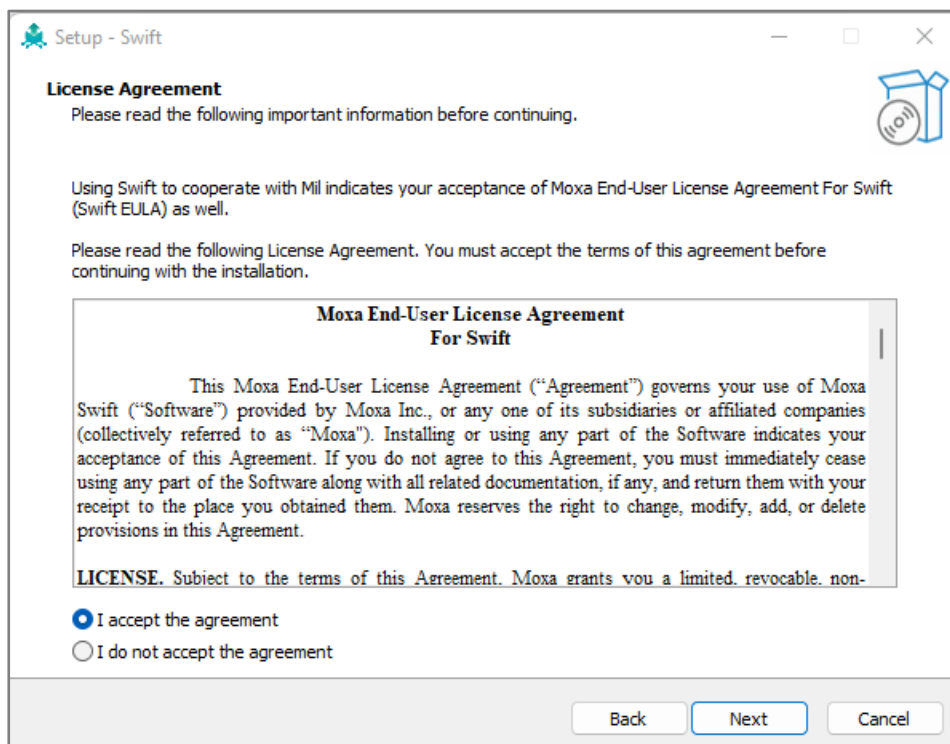 Setup - Swift
License Agreement
Please read the following important information before continuing.
Using Swift to cooperate with Mil indicates your acceptance of Moxa End-User License Agreement For Swift
(Swift EULA) as well.
Please read the following License Agreement. You must accept the terms of this agreement before
continuing with the installation.
Moxa End-User License Agreement
For Swift
This Moxa End-User License Agreement (“Agreement”) governs your use of Moxa
Swift (“Software”) provided by Moxa Inc., or any one of its subsidiaries or affiliated companies
(collectively referred to as “Moxa"). Installing or using any part of the Software indicates your
acceptance of this Agreement. If you do not agree to this Agreement, you must immediately cease
using any part of the Software along with all related documentation, if any, and return them with your
receipt to the place you obtained them. Moxa reserves the right to change, modify, add, or delete
provisions in this Agreement.
LICENSE. Subject to the terms of this Agreement, Moxa grants you a limited, revocable, non-
I accept the agreement
I do not accept the agreement
Back
Next
Cancel